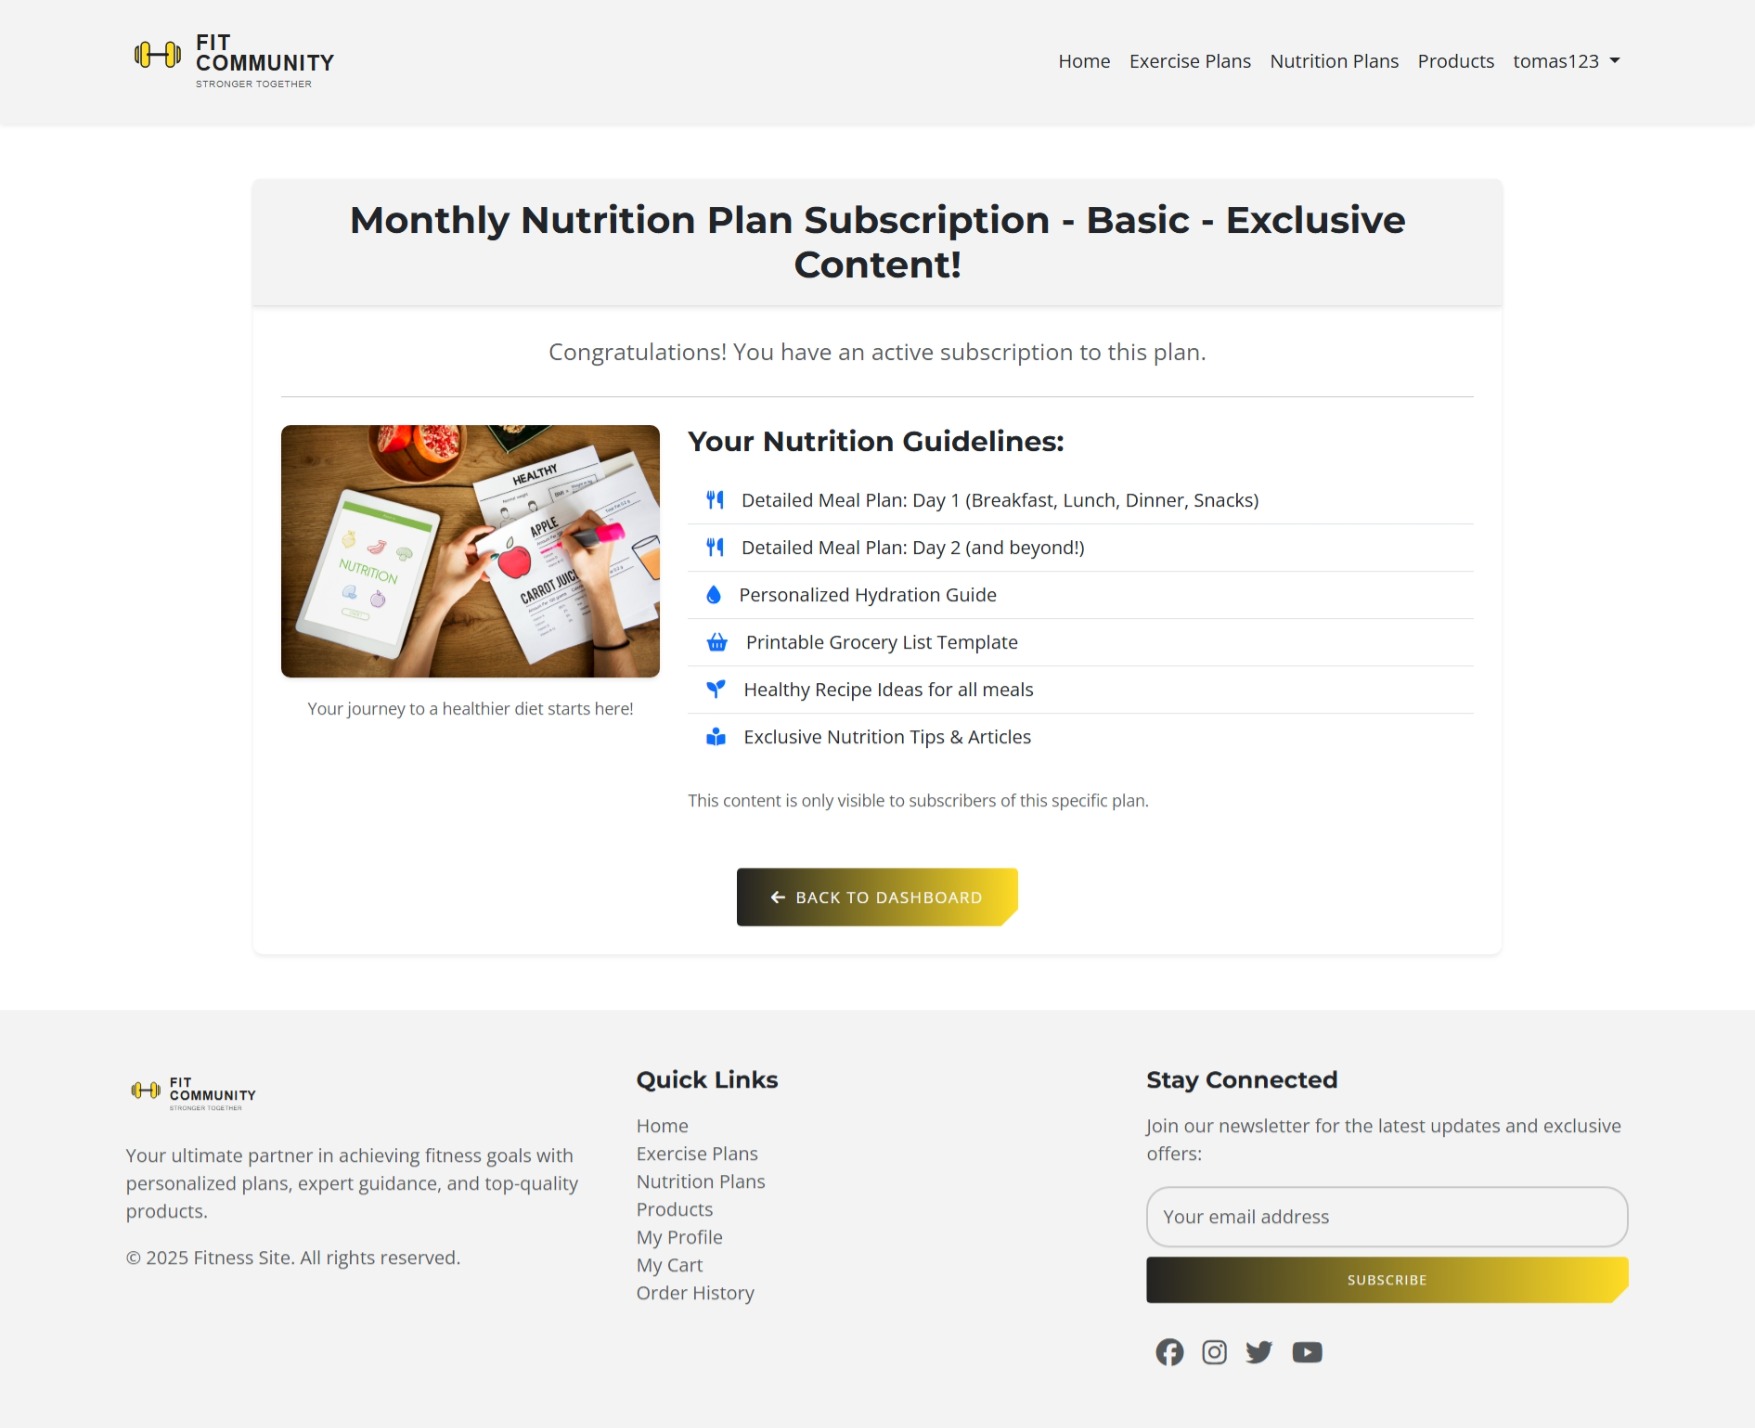 FIT
COMMUNITY
STRONGER TOGETHER
Home
Exercise Plans
Nutrition Plans
Products
tomas123
Monthly Nutrition Plan Subscription - Basic - Exclusive
Content!
Congratulations! You have an active subscription to this plan.
HEALTHY
APPLE
CARROT JUICE
NUTRITION
Your journey to a healthier diet starts here!
Your Nutrition Guidelines:
Detailed Meal Plan: Day 1 (Breakfast, Lunch, Dinner, Snacks)
Detailed Meal Plan: Day 2 (and beyond!)
Personalized Hydration Guide
Printable Grocery List Template
Healthy Recipe Ideas for all meals
Exclusive Nutrition Tips & Articles
This content is only visible to subscribers of this specific plan.
BACK TO DASHBOARD
FIT
COMMUNITY
STRONGER TOGETHER
Your ultimate partner in achieving fitness goals with
personalized plans, expert guidance, and top-quality
products.
© 2025 Fitness Site. All rights reserved.
Quick Links
Home
Exercise Plans
Nutrition Plans
Products
My Profile
My Cart
Order History
Stay Connected
Join our newsletter for the latest updates and exclusive
offers:
Your email address
SUBSCRIBE